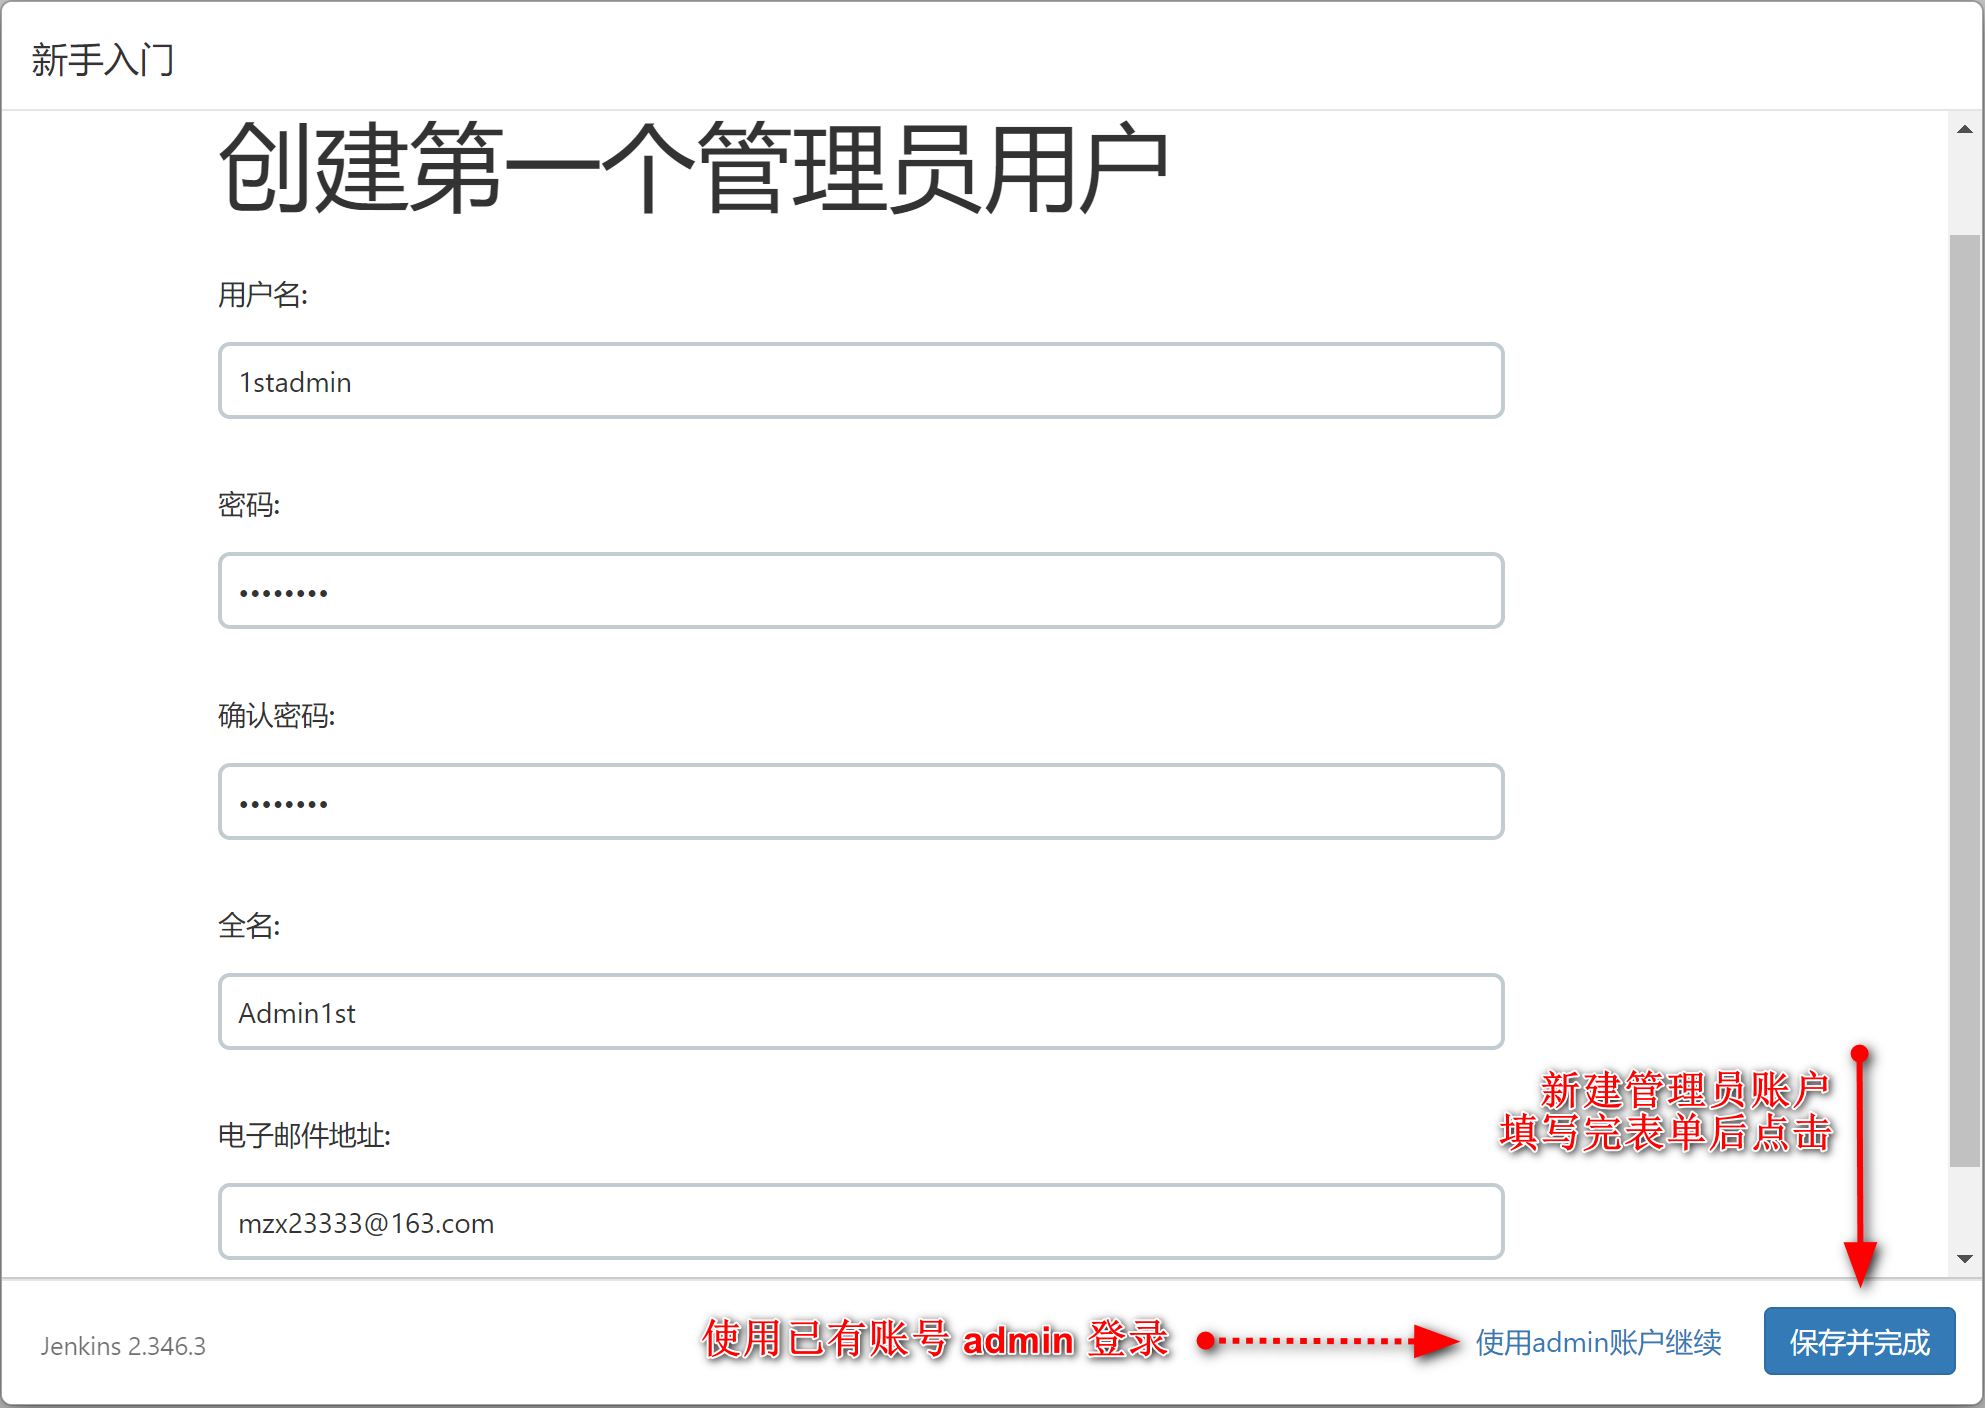 新手入门
创建第一个管理员用户
用户名:
1stadmin
密码:
••••••••
确认密码:
••••••••
全名:
Admin1st
电子邮件地址:
mzx23333@163.com
新建管理员账户
填写完表单后点击
Jenkins 2.346.3
使用已有账号 admin 登录
使用admin账户继续
保存并完成